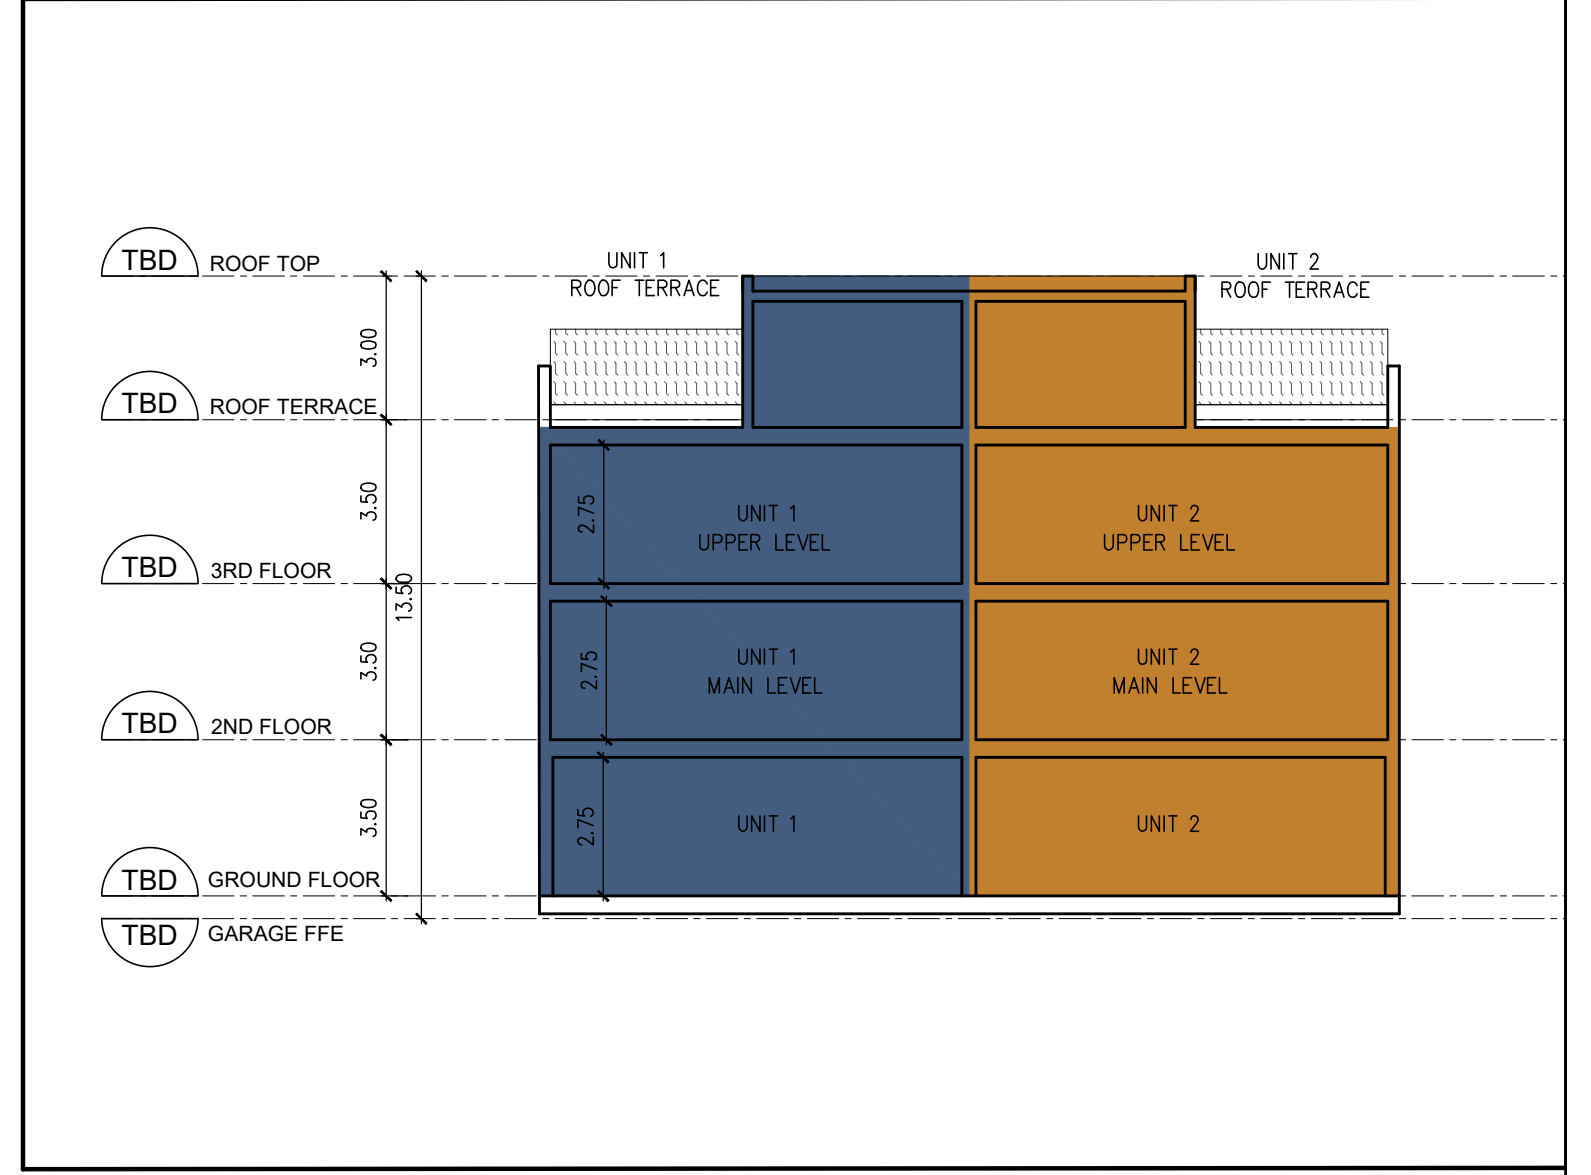 UNIT 1
ROOF TERRACE
UNIT 2
ROOF TERRACE
TBD ROOF TOP
3.00
TBD ROOF TERRACE
3.50
2.75
UNIT 1
UPPER LEVEL
UNIT 2
UPPER LEVEL
TBD 3RD FLOOR
13.50
3.50
2.75
UNIT 1
MAIN LEVEL
UNIT 2
MAIN LEVEL
TBD 2ND FLOOR
3.50
2.75
UNIT 1
UNIT 2
TBD GROUND FLOOR
TBD GARAGE FFE